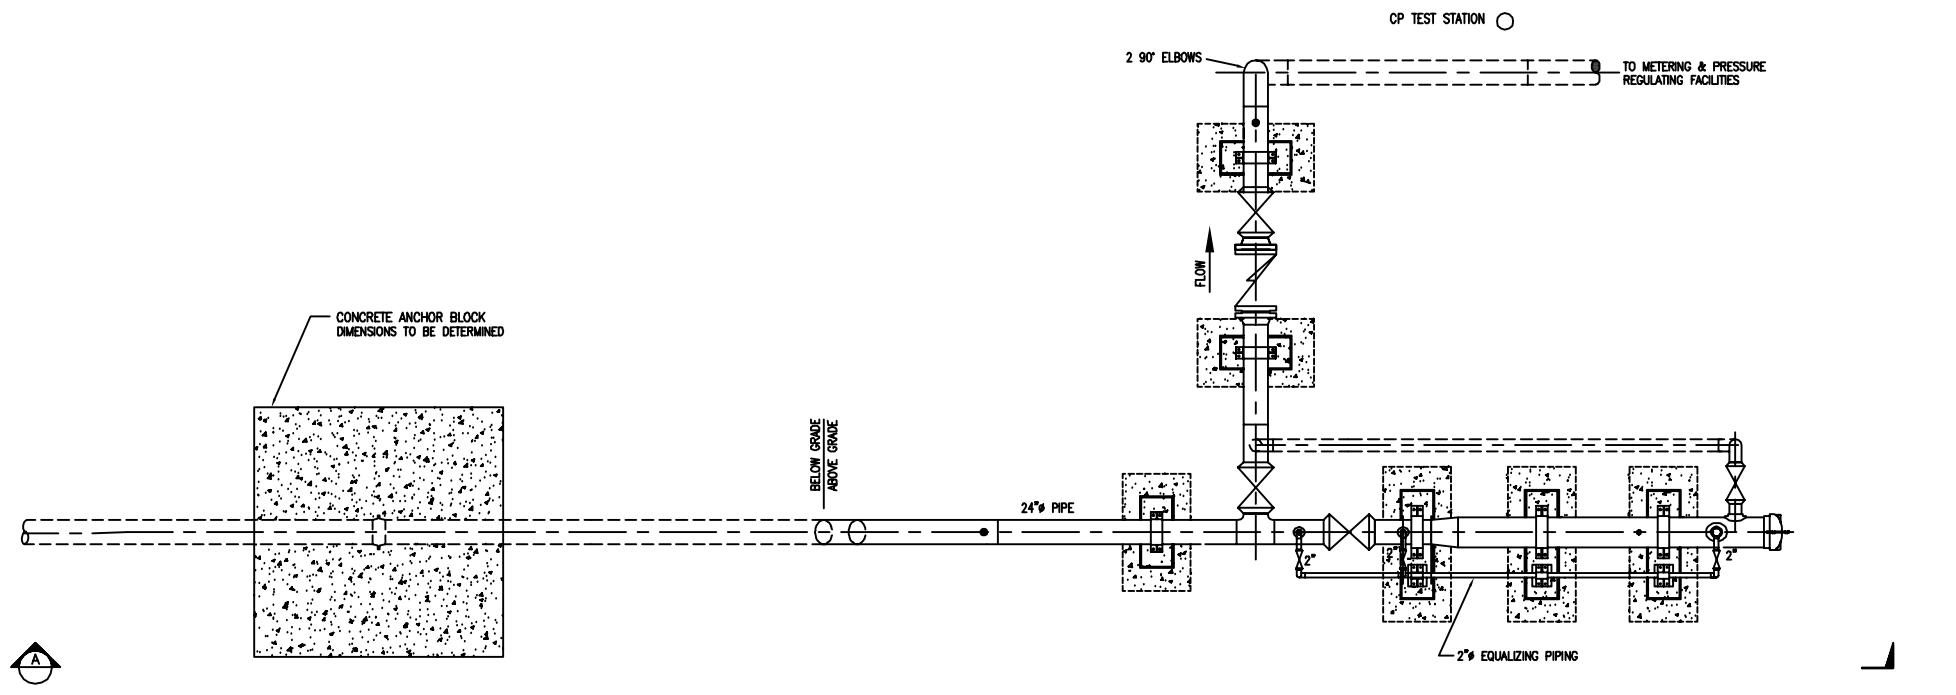 CP TEST STATION
2 90° ELBOWS
TO METERING & PRESSURE
REGULATING FACILITIES
FLOW
CONCRETE ANCHOR BLOCK
DIMENSIONS TO BE DETERMINED
BELOW GRADE
ABOVE GRADE
24"ø PIPE
2"
2"
2"
2"ø EQUALIZING PIPING
A